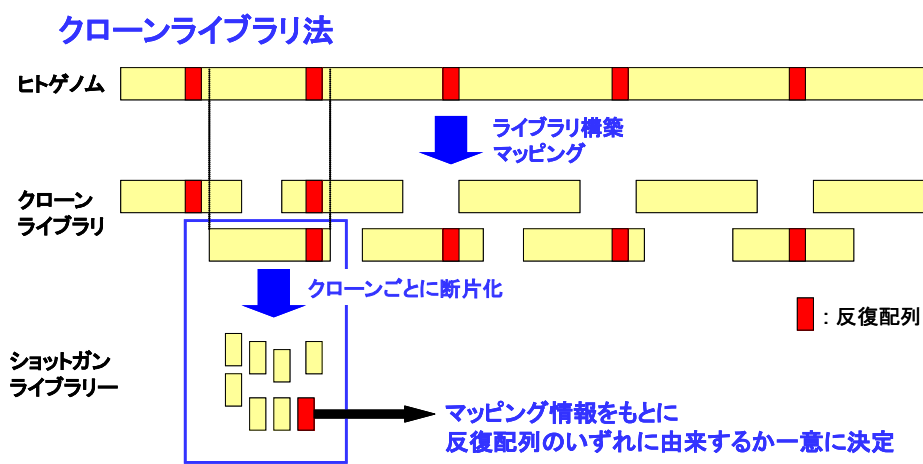 クローンライブラリ法
ヒトゲノム
ライブラリ構築
マッピング
クローン
ライブラリ
クローンごとに断片化
：反復配列
ショットガン
ライブラリー
マッピング情報をもとに
反復配列のいずれに由来するか一意に決定